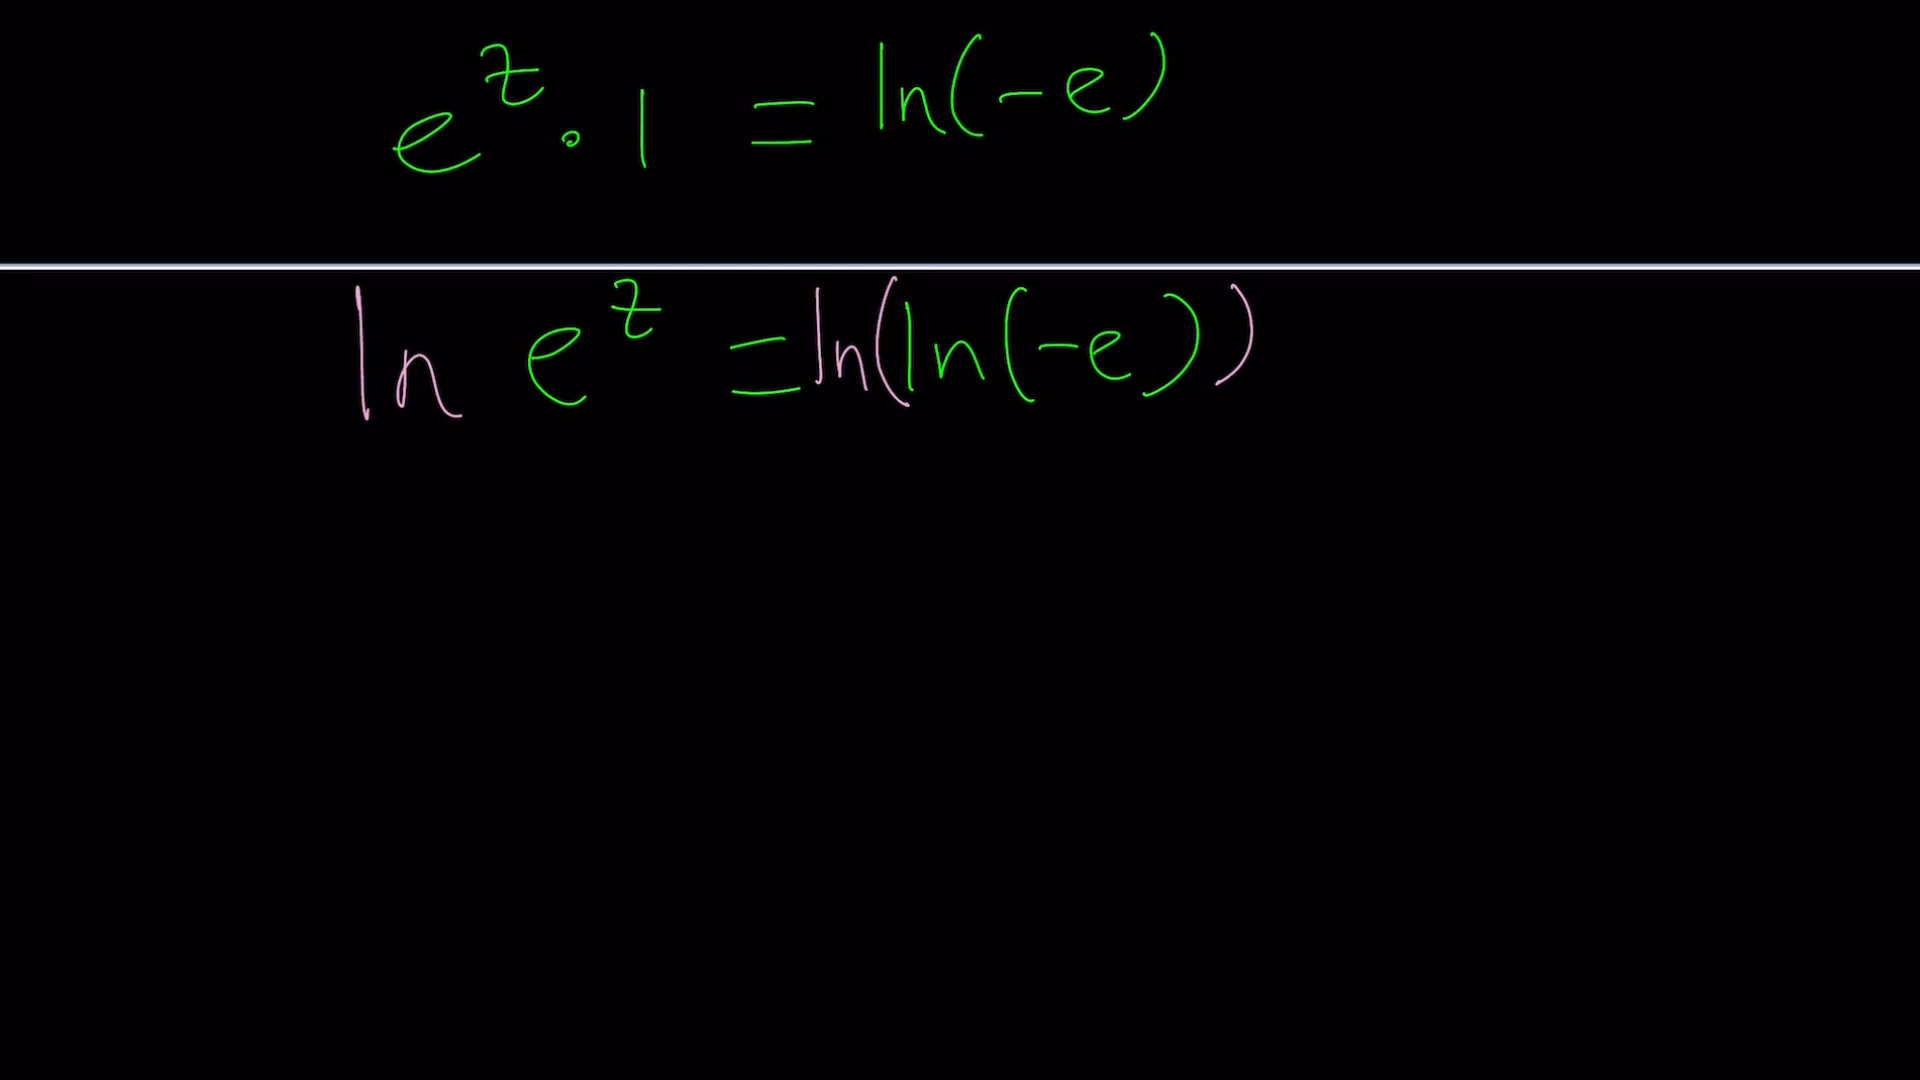 e^z · 1 = ln(-e)
ln e^z = ln(ln(-e))